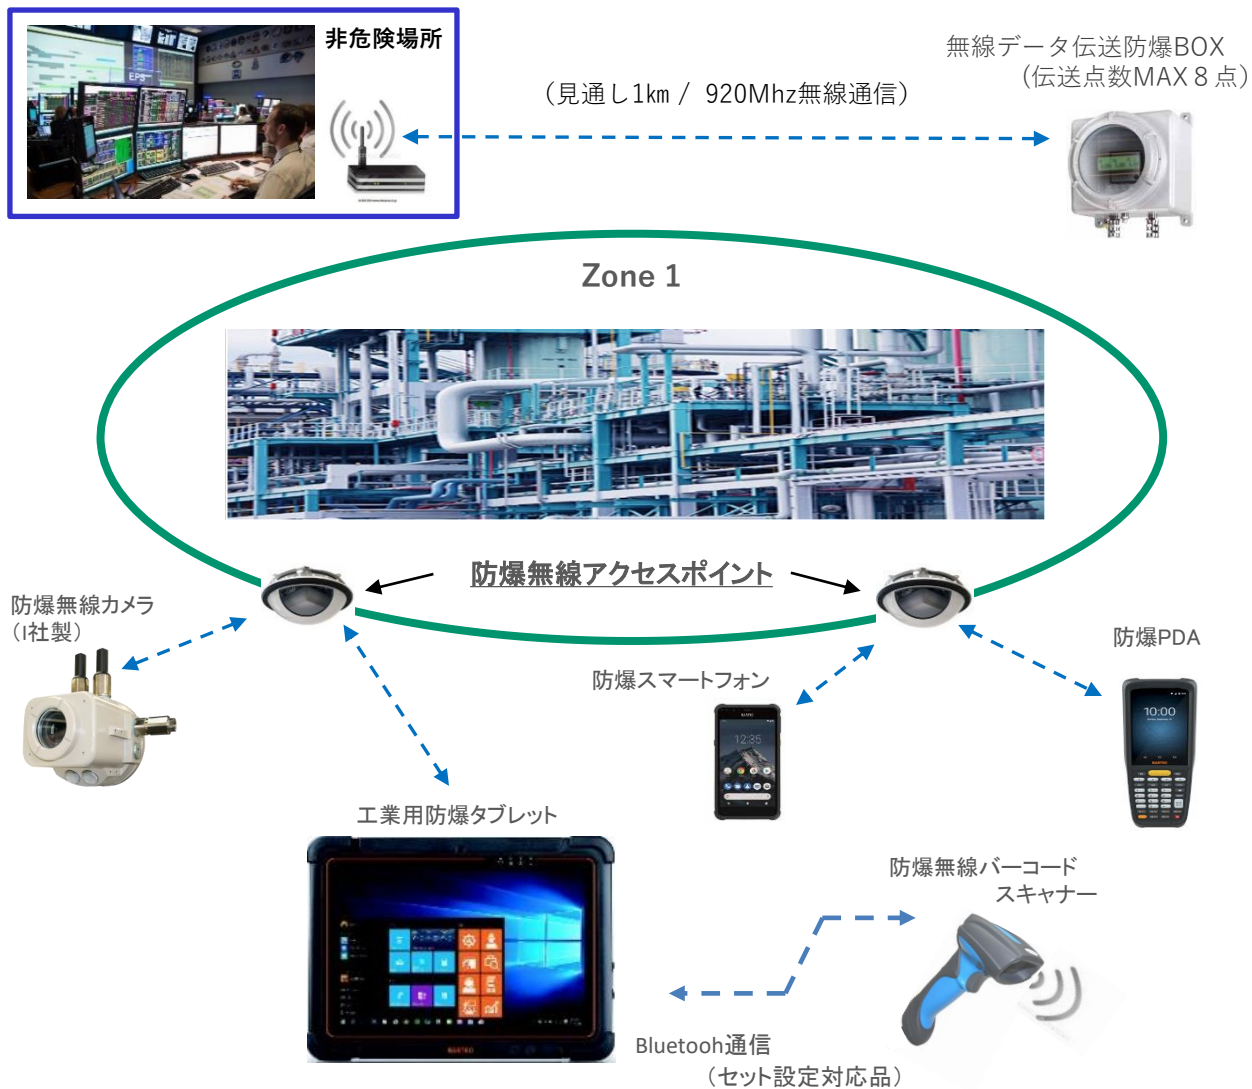 非危険場所
EPS
無線データ伝送防爆BOX
(伝送点数MAX８点)
(見通し1㎞ / 920Mhz無線通信)
Zone 1
防爆無線アクセスポイント
防爆無線カメラ
(I社製)
防爆PDA
防爆スマートフォン
10:00
12:35
工業用防爆タブレット
防爆無線バーコード
スキャナー
Bluetooh通信
(セット設定対応品)